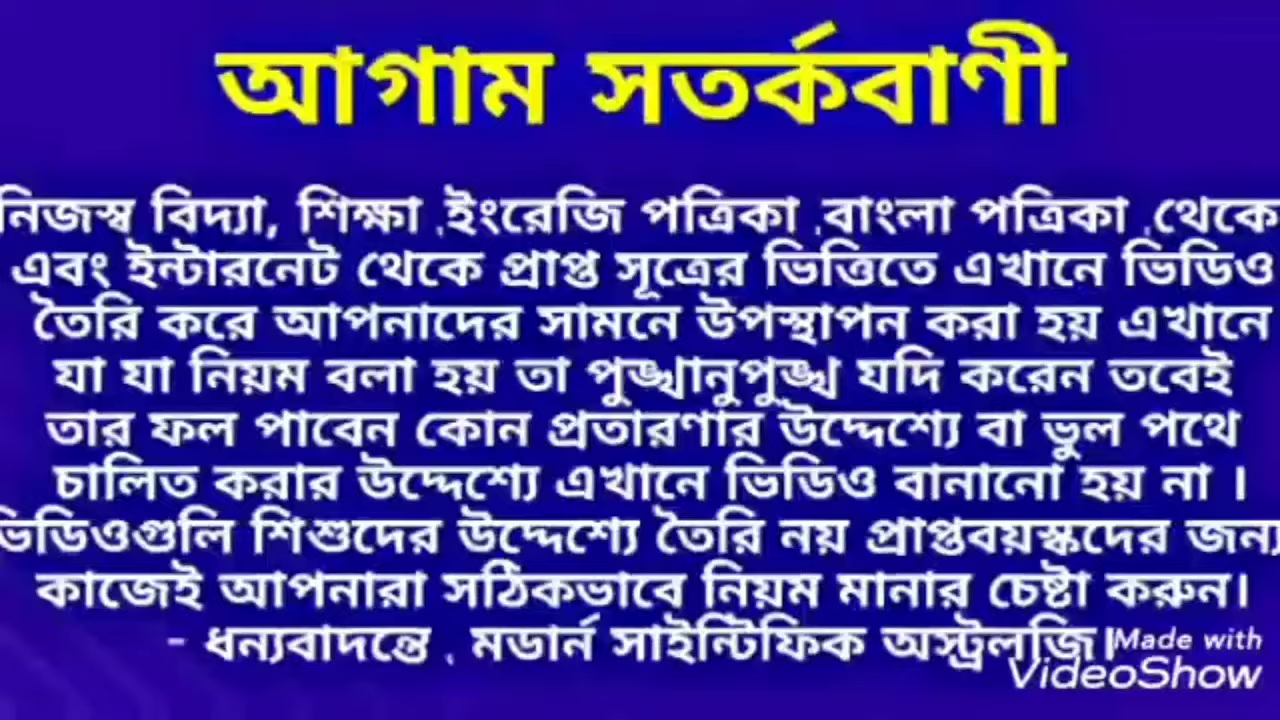 আগাম সতর্কবাণী
নিজস্ব বিদ্যা, শিক্ষা ,ইংরেজি পত্রিকা ,বাংলা পত্রিকা ,থেকে
এবং ইন্টারনেট থেকে প্রাপ্ত সূত্রের ভিত্তিতে এখানে ভিডিও
তৈরি করে আপনাদের সামনে উপস্থাপন করা হয় এখানে
যা যা নিয়ম বলা হয় তা পুঙ্খানুপুঙ্খ যদি করেন তবেই
তার ফল পাবেন কোন প্রতারণার উদ্দেশ্যে বা ভুল পথে
চালিত করার উদ্দেশ্যে এখানে ভিডিও বানানো হয় না ।
ভিডিওগুলি শিশুদের উদ্দেশ্যে তৈরি নয় প্রাপ্তবয়স্কদের জন্য
কাজেই আপনারা সঠিকভাবে নিয়ম মানার চেষ্টা করুন।
- ধন্যবাদন্তে , মডার্ন সাইন্টিফিক অস্ট্রলজি।
Made with
VideoShow